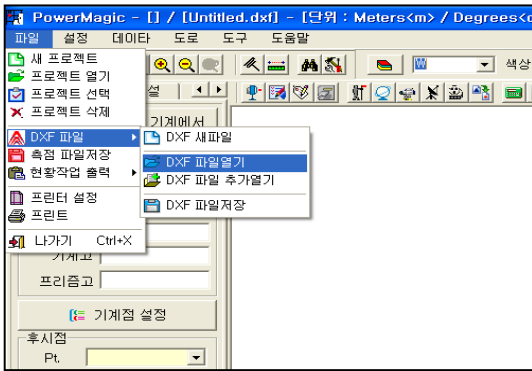 PowerMagic - [] / [Untitled.dxf] - [단위 : Meters<m> / Degrees<d
파일 설정 데이타 도로 도구 도움말
새 프로젝트
프로젝트 열기
프로젝트 선택
프로젝트 삭제
DXF 파일
측점 파일저장
현황작업 출력
프린터 설정
프린트
나가기 Ctrl+X
DXF 새파일
DXF 파일열기
DXF 파일 추가열기
DXF 파일저장
색상
설
기계에서
기계고
프리즘고
기계점 설정
후시점
Pt.